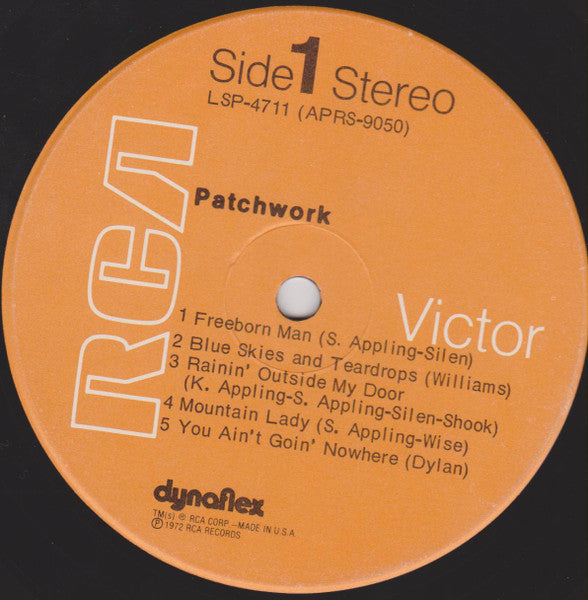 Side 1 Stereo
LSP-4711 (APRS-9050)
RCA
Patchwork
Victor
1 Freeborn Man (S. Appling-Silen)
2 Blue Skies and Teardrops (Williams)
3 Rainin' Outside My Door
(K. Appling-S. Appling-Silen-Shook)
4 Mountain Lady (S. Appling-Wise)
5 You Ain't Goin' Nowhere (Dylan)
dynaflex
TM(s) ® RCA CORP.—MADE IN U.S.A.
℗ 1972 RCA RECORDS